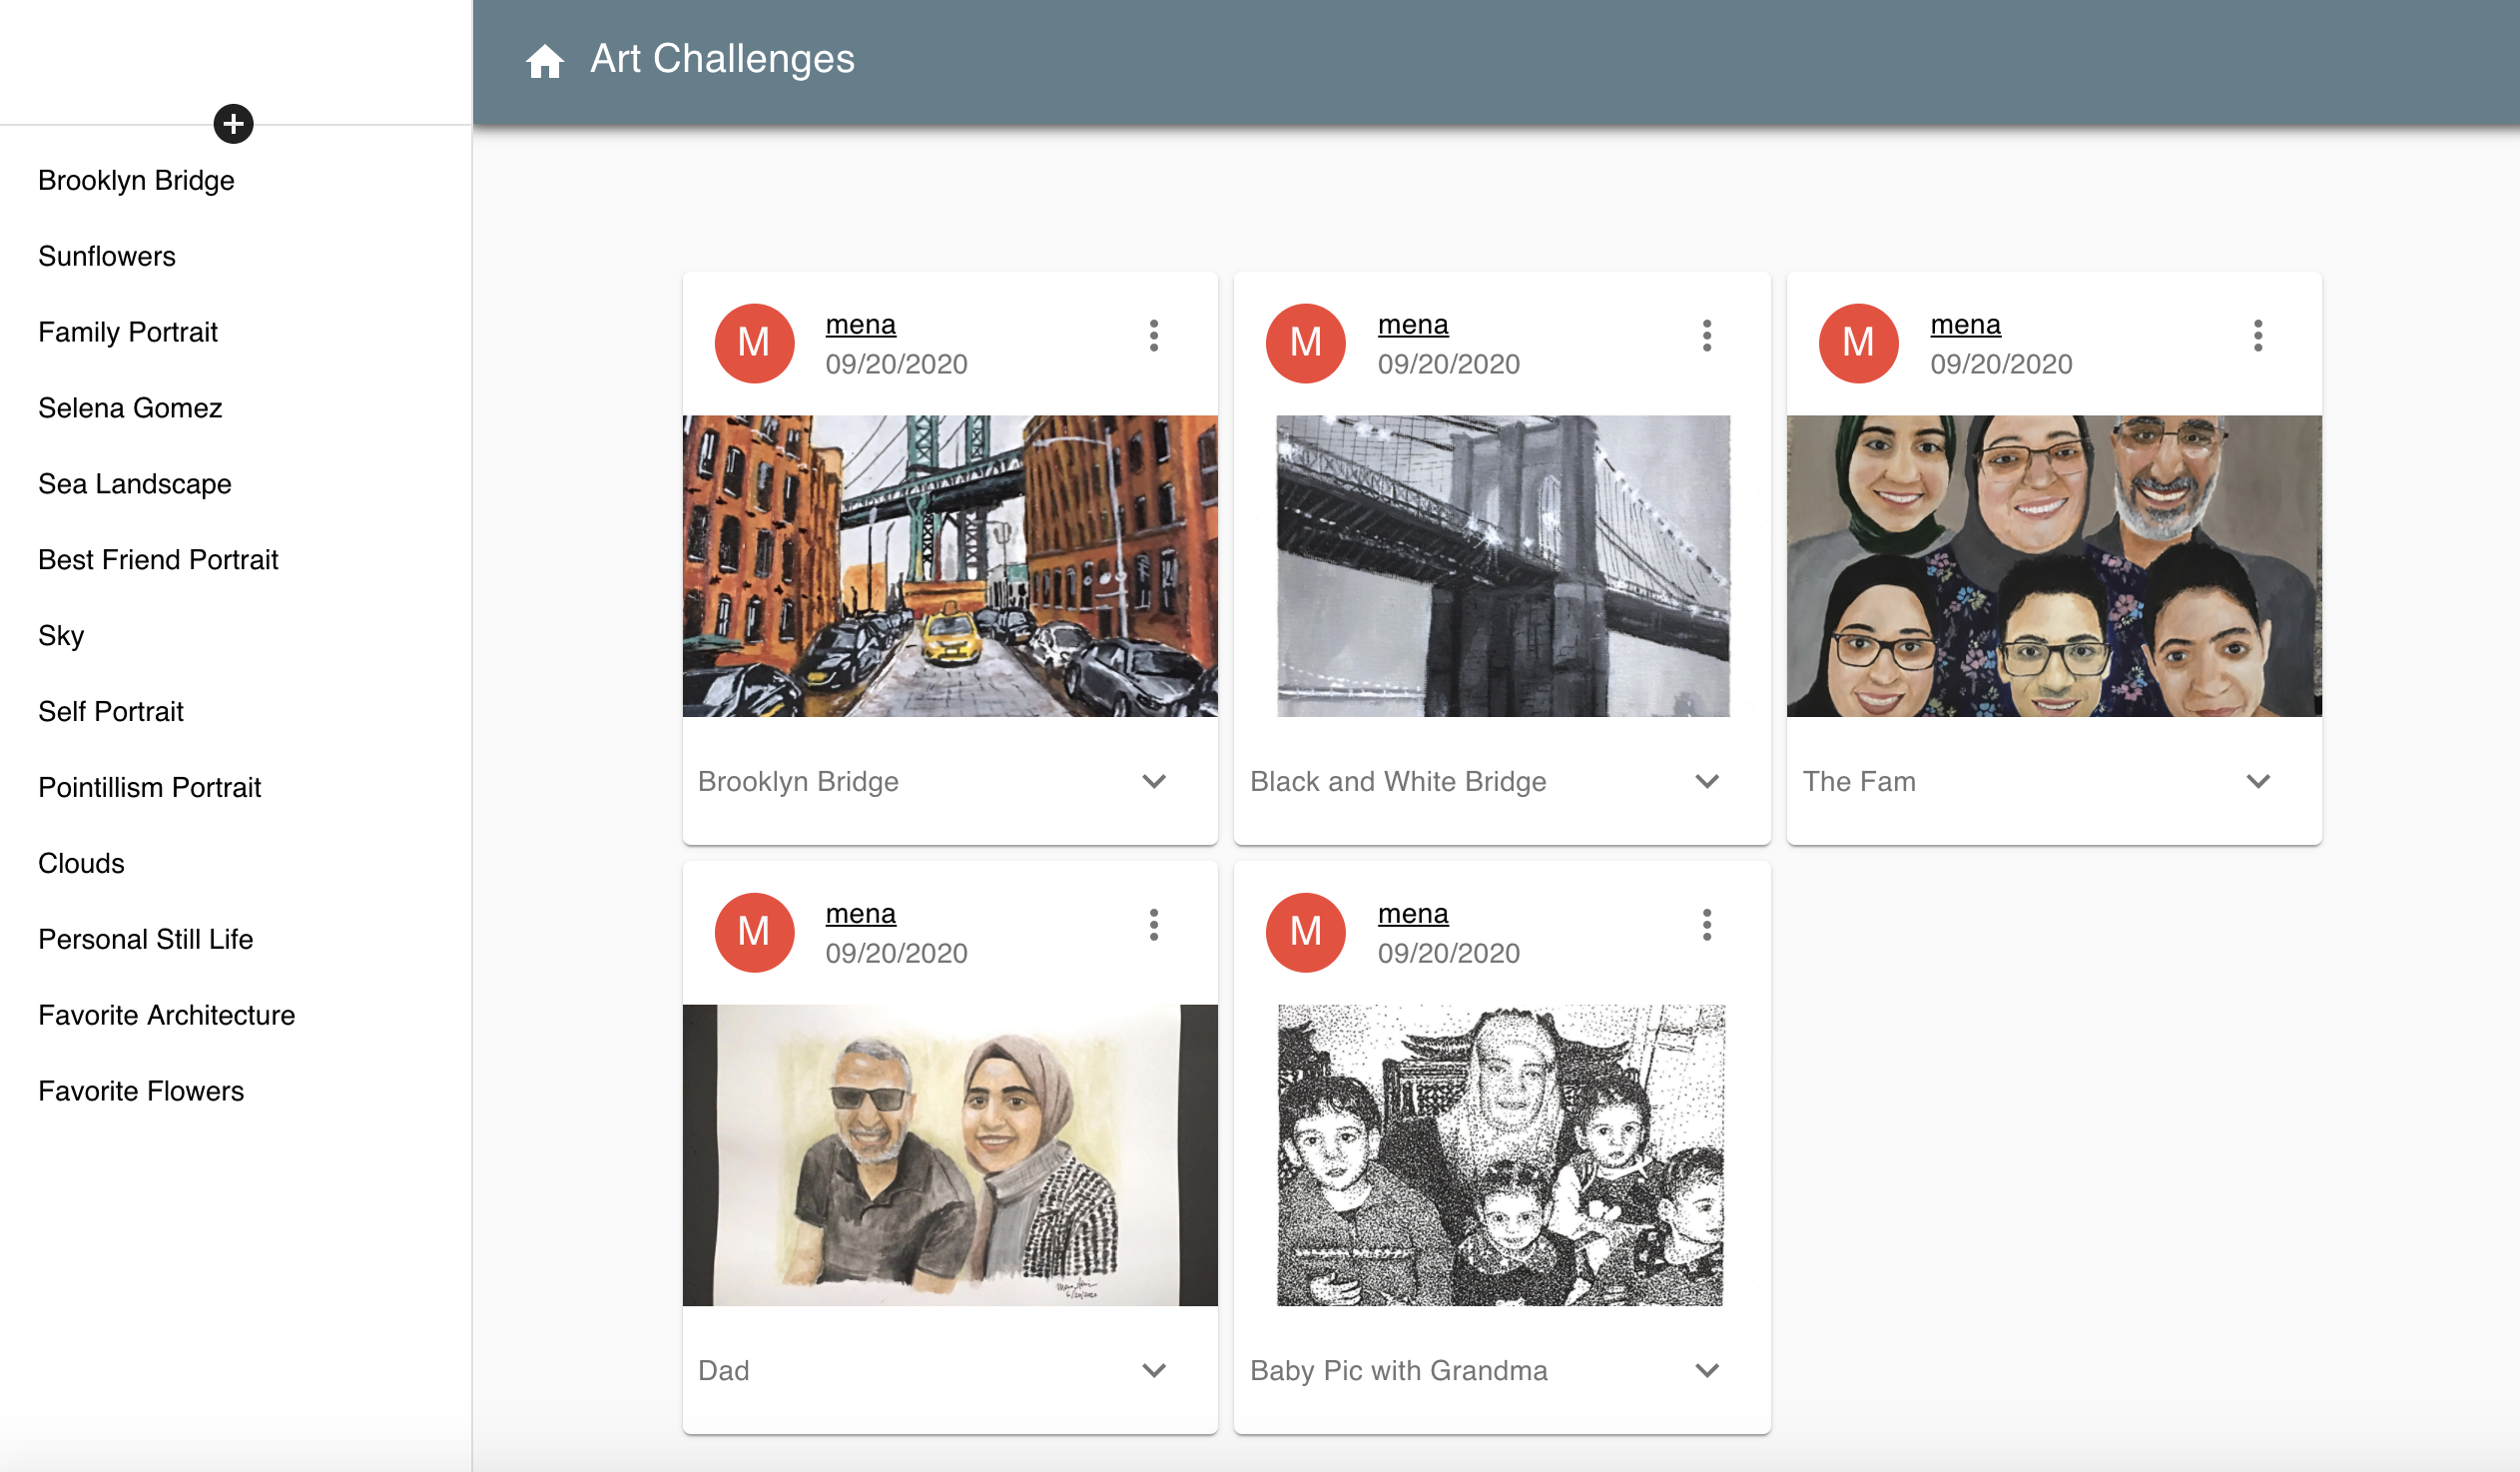 Art Challenges
Brooklyn Bridge
Sunflowers
Family Portrait
Selena Gomez
Sea Landscape
Best Friend Portrait
Sky
Self Portrait
Pointillism Portrait
Clouds
Personal Still Life
Favorite Architecture
Favorite Flowers
M
mena
09/20/2020
Brooklyn Bridge
M
mena
09/20/2020
Black and White Bridge
M
mena
09/20/2020
The Fam
M
mena
09/20/2020
Dad
M
mena
09/20/2020
Baby Pic with Grandma